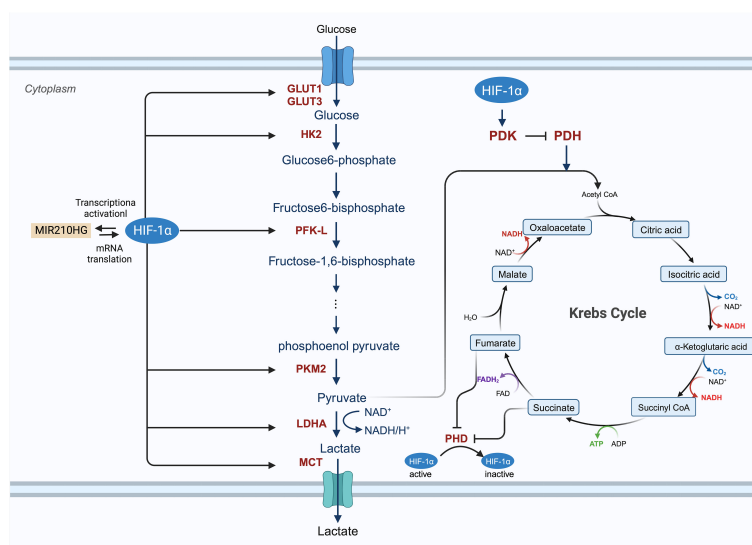 Glucose
Cytoplasm
GLUT1
GLUT3
Glucose
HK2
Glucose6-phosphate
Fructose6-bisphosphate
Transcriptiona
activationl
MIR210HG
HIF-1α
mRNA
translation
PFK-L
Fructose-1,6-bisphosphate
phosphoenol pyruvate
PKM2
Pyruvate
LDHA
NAD⁺
NADH/H⁺
Lactate
MCT
Lactate
HIF-1α
PDK
PDH
Acetyl CoA
Oxaloacetate
Citric acid
NADH
NAD⁺
Malate
Isocitric acid
CO₂
NAD⁺
NADH
Krebs Cycle
H₂O
Fumarate
α-Ketoglutaric acid
CO₂
NAD⁺
NADH
FADH₂
FAD
Succinate
Succinyl CoA
ATP
ADP
PHD
HIF-1α
active
HIF-1α
inactive